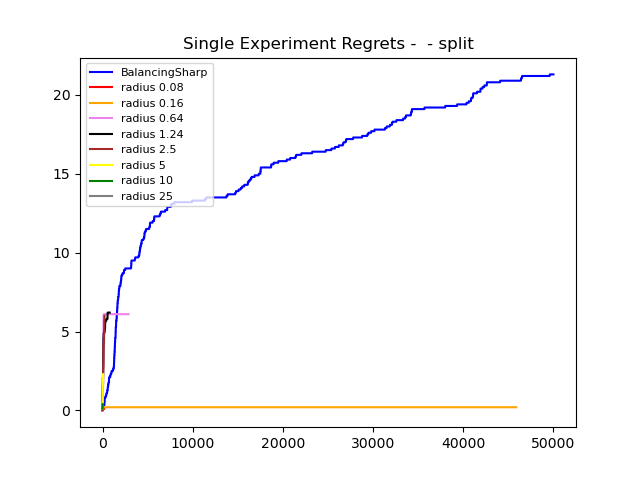 Single Experiment Regrets -  - split
BalancingSharp
radius 0.08
radius 0.16
radius 0.64
radius 1.24
radius 2.5
radius 5
radius 10
radius 25
20
15
10
5
0
0 10000 20000 30000 40000 50000